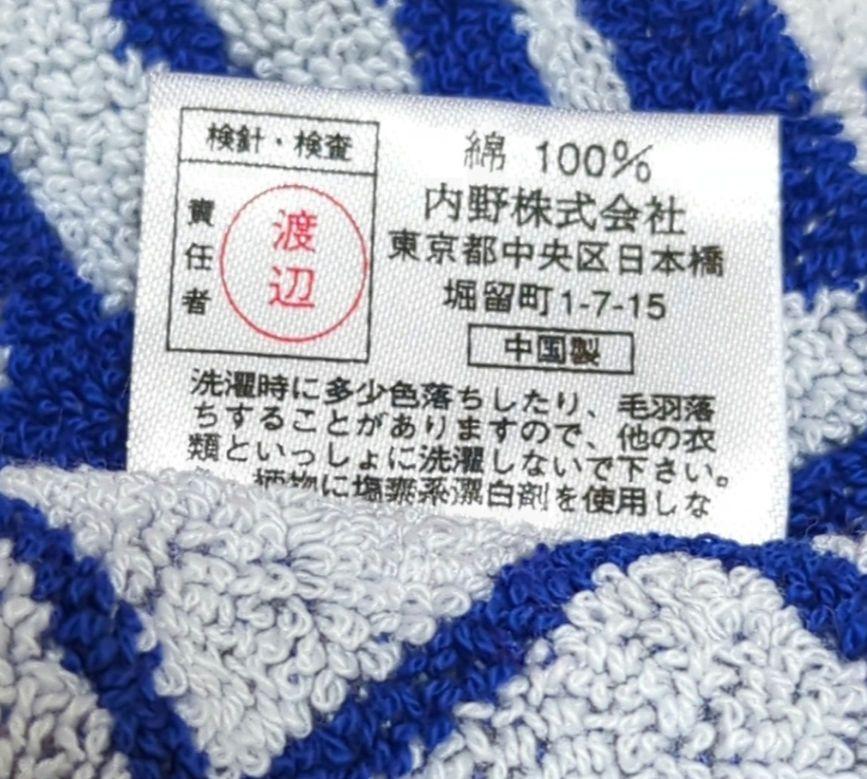 検針・検査
責任者
渡辺
綿 100%
内野株式会社
東京都中央区日本橋
堀留町1-7-15
中国製
洗濯時に多少色落ちしたり、毛羽落
ちすることがありますので、他の衣
類といっしょに洗濯しないで下さい。
柄物に塩素系漂白剤を使用しな